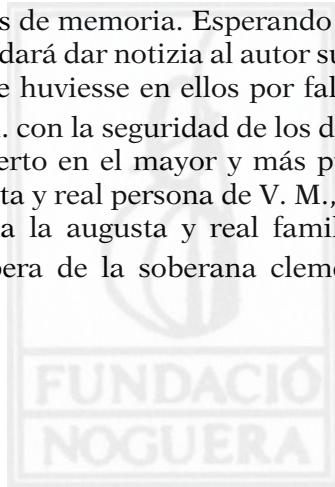 s de memoria. Esperando
dará dar notizia al autor su
e huviesse en ellos por fal
. con la seguridad de los d
erto en el mayor y más p
ta y real persona de V. M.,
a la augusta y real famil
pera de la soberana cleme
FUNDACIÓ
NOGUERA